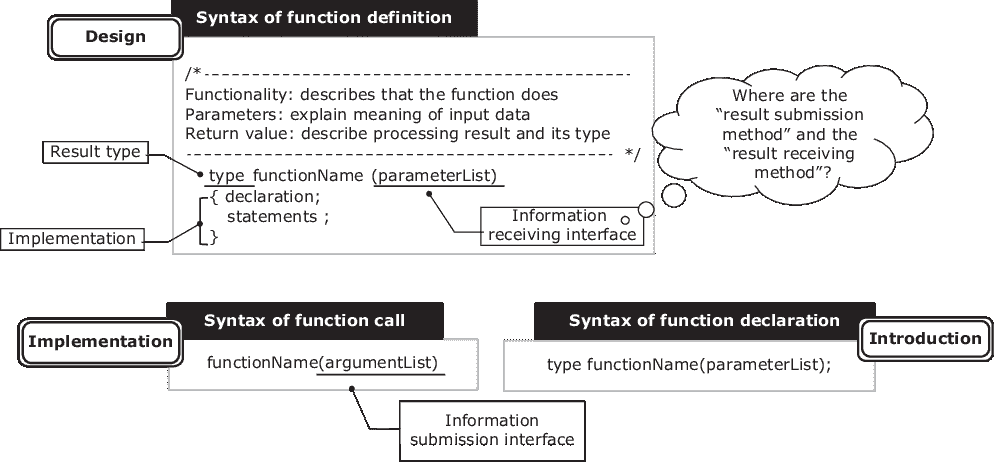 Syntax of function definition
Design
/*--------------------------------------------------------
Functionality: describes that the function does
Parameters: explain meaning of input data
Return value: describe processing result and its type
-------------------------------------------------------- */
Where are the
“result submission
method” and the
“result receiving
method”?
Result type
type functionName (parameterList)
{ declaration;
statements ;
}
Implementation
Information
receiving interface
Syntax of function call
Implementation
functionName(argumentList)
Information
submission interface
Syntax of function declaration
Introduction
type functionName(parameterList);